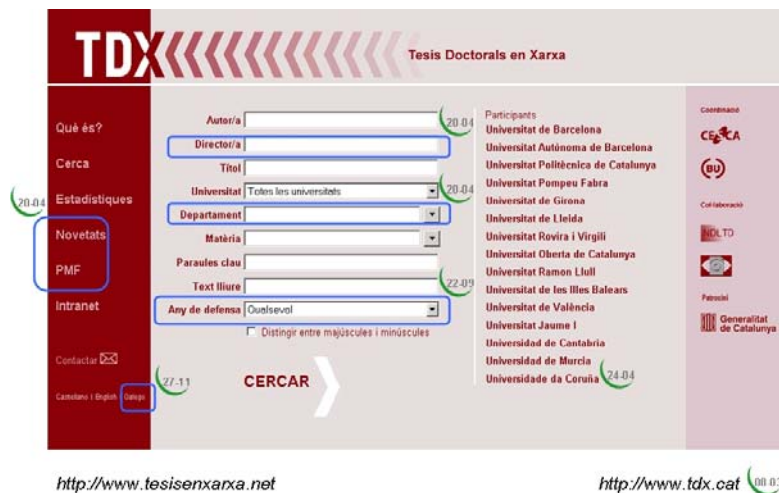 TDX
Tesis Doctorals en Xarxa
Què és?
Cerca
Estadístiques
20-04
Novetats
PMF
Intranet
Contactar
Castellano | English | Galego
27-11
Autor/a
20-04
Director/a
Títol
Universitat Totes les universitats
20-04
Departament
Matèria
Paraules clau
Text lliure
22-09
Any de defensa Qualsevol
Distingir entre majúscules i minúscules
CERCAR
Participants
Universitat de Barcelona
Universitat Autònoma de Barcelona
Universitat Politècnica de Catalunya
Universitat Pompeu Fabra
Universitat de Girona
Universitat de Lleida
Universitat Rovira i Virgili
Universitat Oberta de Catalunya
Universitat Ramon Llull
Universitat de les Illes Balears
Universitat de València
Universitat Jaume I
Universidad de Cantabria
Universidad de Murcia
Universidade da Coruña
24-04
Coordinació
CESCA
Col·laboració
NDLTD
Patrocini
Generalitat
de Catalunya
http://www.tesisenxarxa.net
http://www.tdx.cat